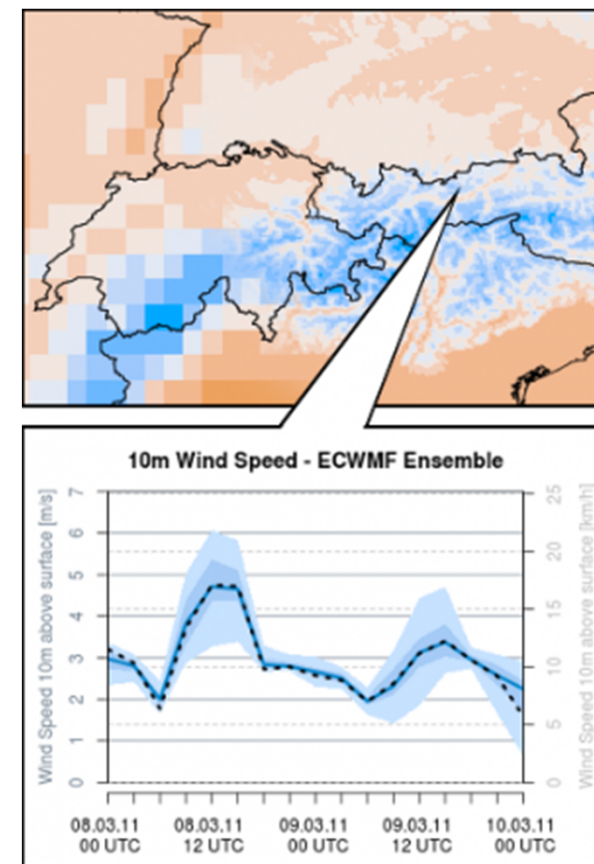 10m Wind Speed - ECWMF Ensemble
Wind Speed 10m above surface [m/s]
7
6
5
4
3
2
1
0
25
20
15
10
5
0
Wind Speed 10m above surface [km/h]
08.03.11 08.03.11 09.03.11 09.03.11 10.03.11
00 UTC 12 UTC 00 UTC 12 UTC 00 UTC